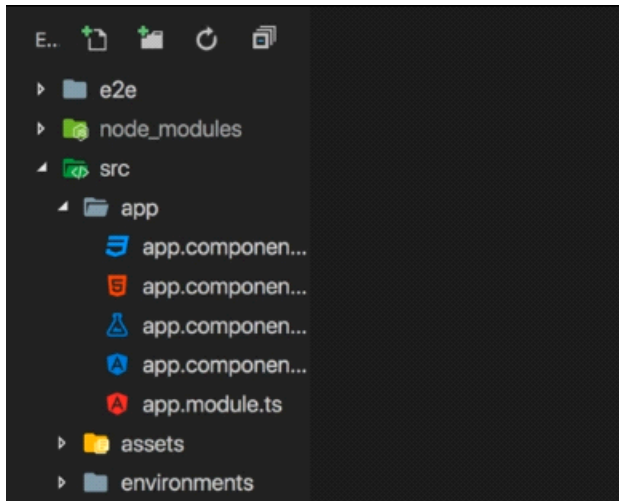 E..
e2e
node_modules
src
app
app.componen...
app.componen...
app.componen...
app.componen...
app.module.ts
assets
environments